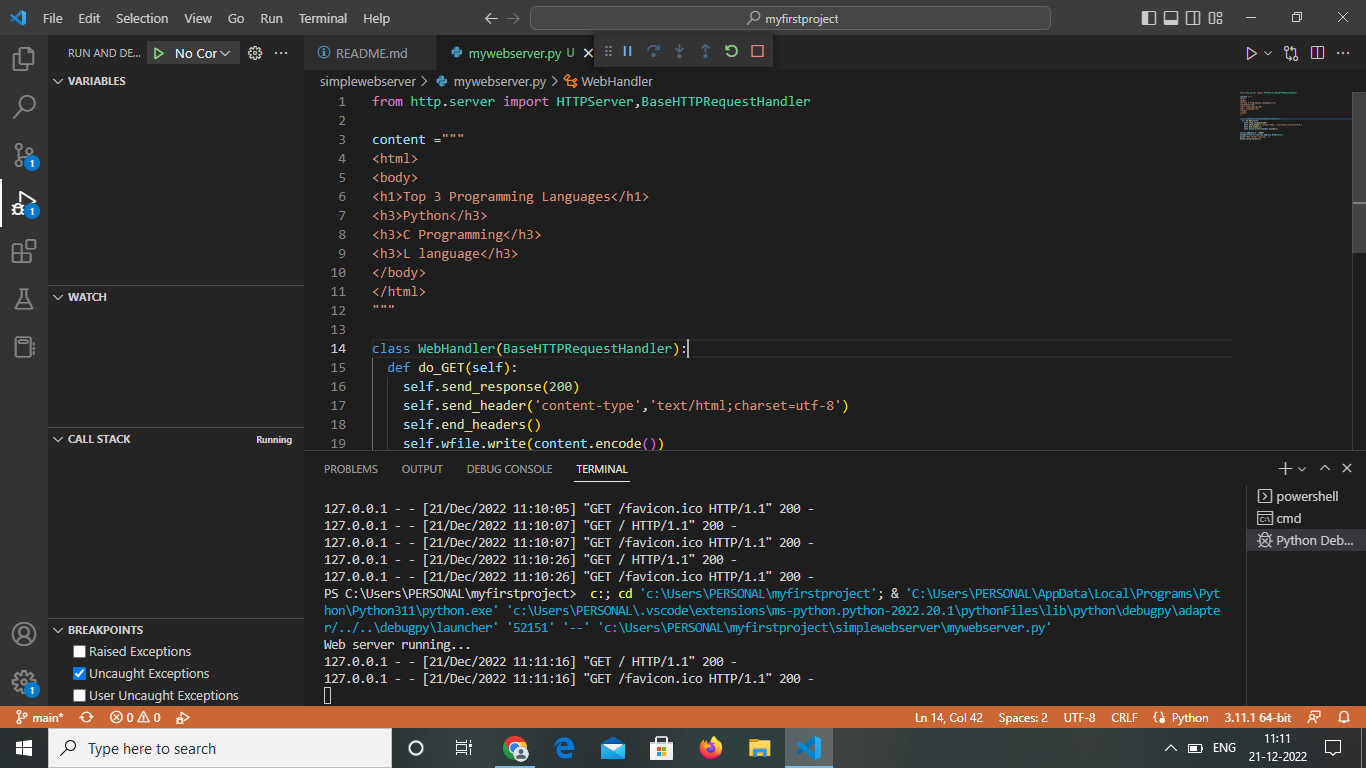 File Edit Selection View Go Run Terminal Help
myfirstproject
RUN AND DE...
No Cor
README.md
mywebserver.py U
simplewebserver > mywebserver.py > WebHandler
VARIABLES
WATCH
CALL STACK
Running
BREAKPOINTS
Raised Exceptions
Uncaught Exceptions
User Uncaught Exceptions
1
1
1
1 from http.server import HTTPServer,BaseHTTPRequestHandler
2
3 content ="""
4 <html>
5 <body>
6 <h1>Top 3 Programming Languages</h1>
7 <h3>Python</h3>
8 <h3>C Programming</h3>
9 <h3>L language</h3>
10 </body>
11 </html>
12 """
13
14 class WebHandler(BaseHTTPRequestHandler):
15 def do_GET(self):
16 self.send_response(200)
17 self.send_header('content-type','text/html;charset=utf-8')
18 self.end_headers()
19 self.wfile.write(content.encode())
PROBLEMS OUTPUT DEBUG CONSOLE TERMINAL
127.0.0.1 - - [21/Dec/2022 11:10:05] "GET /favicon.ico HTTP/1.1" 200 -
127.0.0.1 - - [21/Dec/2022 11:10:07] "GET / HTTP/1.1" 200 -
127.0.0.1 - - [21/Dec/2022 11:10:07] "GET /favicon.ico HTTP/1.1" 200 -
127.0.0.1 - - [21/Dec/2022 11:10:26] "GET / HTTP/1.1" 200 -
127.0.0.1 - - [21/Dec/2022 11:10:26] "GET /favicon.ico HTTP/1.1" 200 -
PS C:\Users\PERSONAL\myfirstproject>  c:; cd 'c:\Users\PERSONAL\myfirstproject'; & 'C:\Users\PERSONAL\AppData\Local\Programs\Pyt
hon\Python311\python.exe' 'c:\Users\PERSONAL\.vscode\extensions\ms-python.python-2022.20.1\pythonFiles\lib\python\debugpy\adapte
r/../..\debugpy\launcher' '52151' '--' 'c:\Users\PERSONAL\myfirstproject\simplewebserver\mywebserver.py'
Web server running...
127.0.0.1 - - [21/Dec/2022 11:11:16] "GET / HTTP/1.1" 200 -
127.0.0.1 - - [21/Dec/2022 11:11:16] "GET /favicon.ico HTTP/1.1" 200 -
powershell
cmd
Python Deb...
main* 0 0
Ln 14, Col 42 Spaces: 2 UTF-8 CRLF Python 3.11.1 64-bit
Type here to search
ENG
11:11
21-12-2022